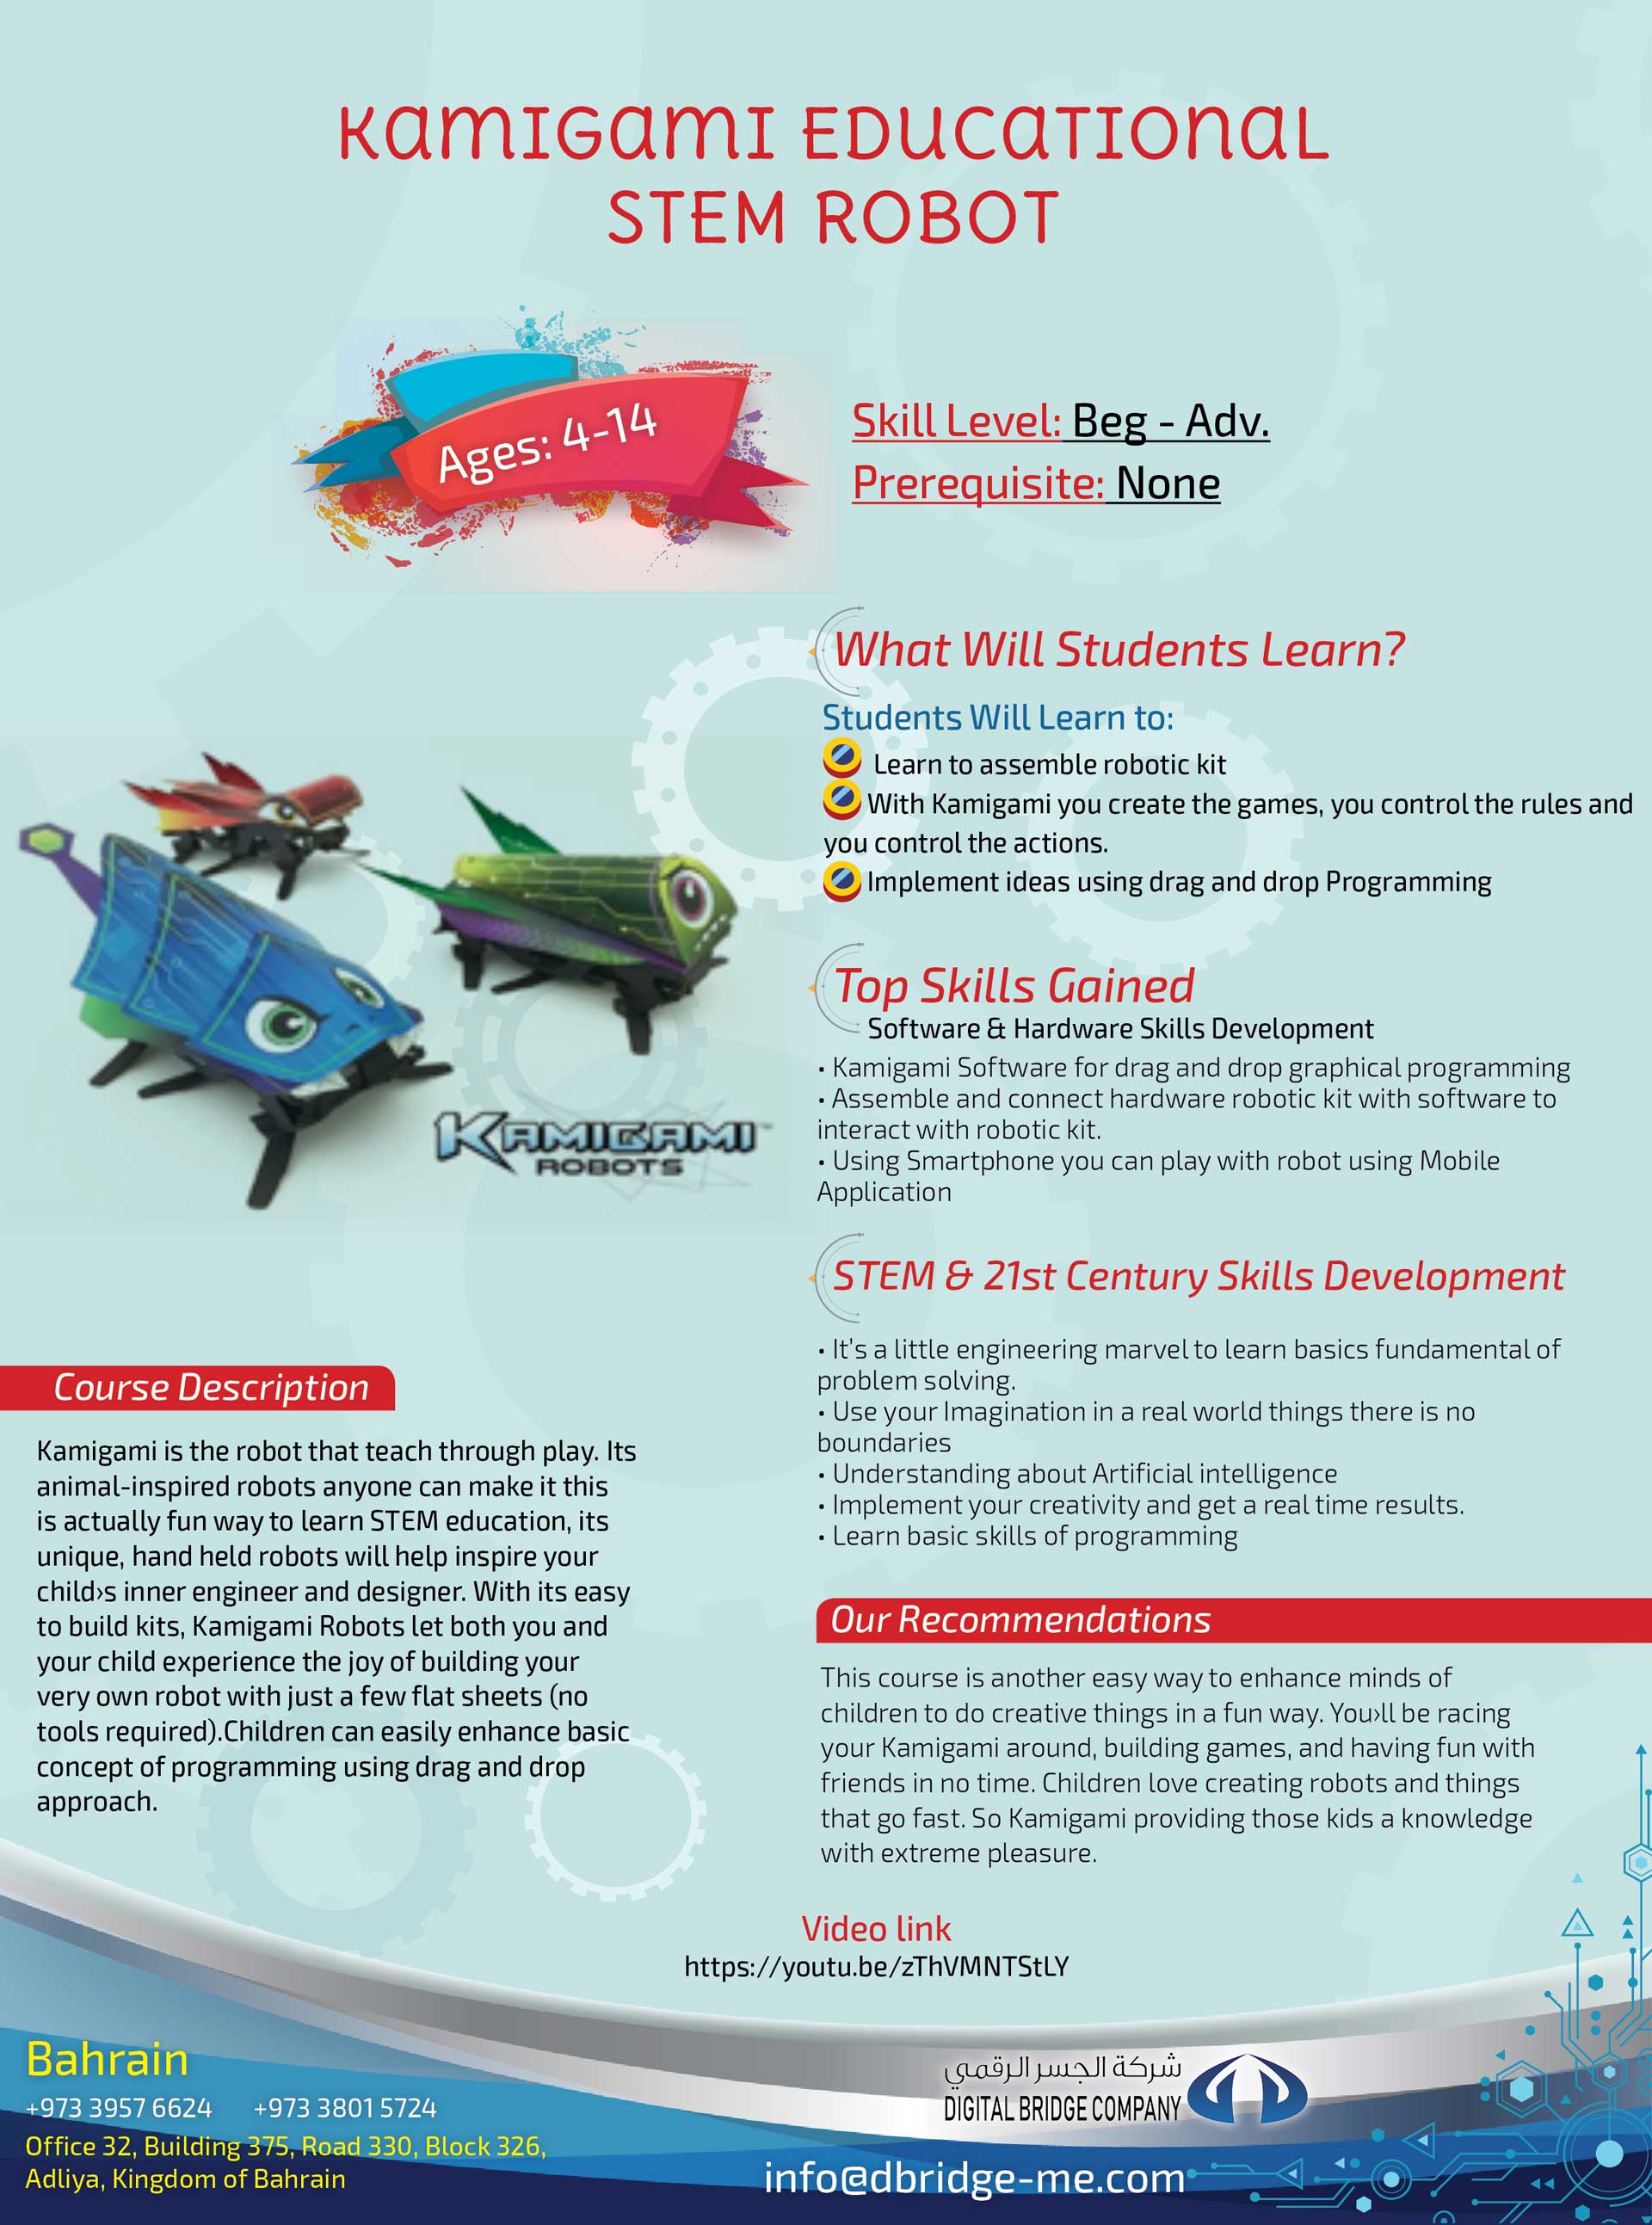 Kamigami Educational
STEM ROBOT
Ages: 4-14
Skill Level: Beg - Adv.
Prerequisite: None
What Will Students Learn?
Students Will Learn to:
Learn to assemble robotic kit
With Kamigami you create the games, you control the rules and
you control the actions.
Implement ideas using drag and drop Programming
Top Skills Gained
Software & Hardware Skills Development
• Kamigami Software for drag and drop graphical programming
• Assemble and connect hardware robotic kit with software to
interact with robotic kit.
• Using Smartphone you can play with robot using Mobile
Application
KAMIGAMI™
ROBOTS
STEM & 21st Century Skills Development
• It's a little engineering marvel to learn basics fundamental of
problem solving.
• Use your Imagination in a real world things there is no
boundaries
• Understanding about Artificial intelligence
• Implement your creativity and get a real time results.
• Learn basic skills of programming
Course Description
Kamigami is the robot that teach through play. Its
animal-inspired robots anyone can make it this
is actually fun way to learn STEM education, its
unique, hand held robots will help inspire your
child›s inner engineer and designer. With its easy
to build kits, Kamigami Robots let both you and
your child experience the joy of building your
very own robot with just a few flat sheets (no
tools required).Children can easily enhance basic
concept of programming using drag and drop
approach.
Our Recommendations
This course is another easy way to enhance minds of
children to do creative things in a fun way. You›ll be racing
your Kamigami around, building games, and having fun with
friends in no time. Children love creating robots and things
that go fast. So Kamigami providing those kids a knowledge
with extreme pleasure.
Video link
https://youtu.be/zThVMNTStLY
Bahrain
+973 3957 6624 +973 3801 5724
Office 32, Building 375, Road 330, Block 326,
Adliya, Kingdom of Bahrain
شركة الجسر الرقمي
DIGITAL BRIDGE COMPANY
info@dbridge-me.com